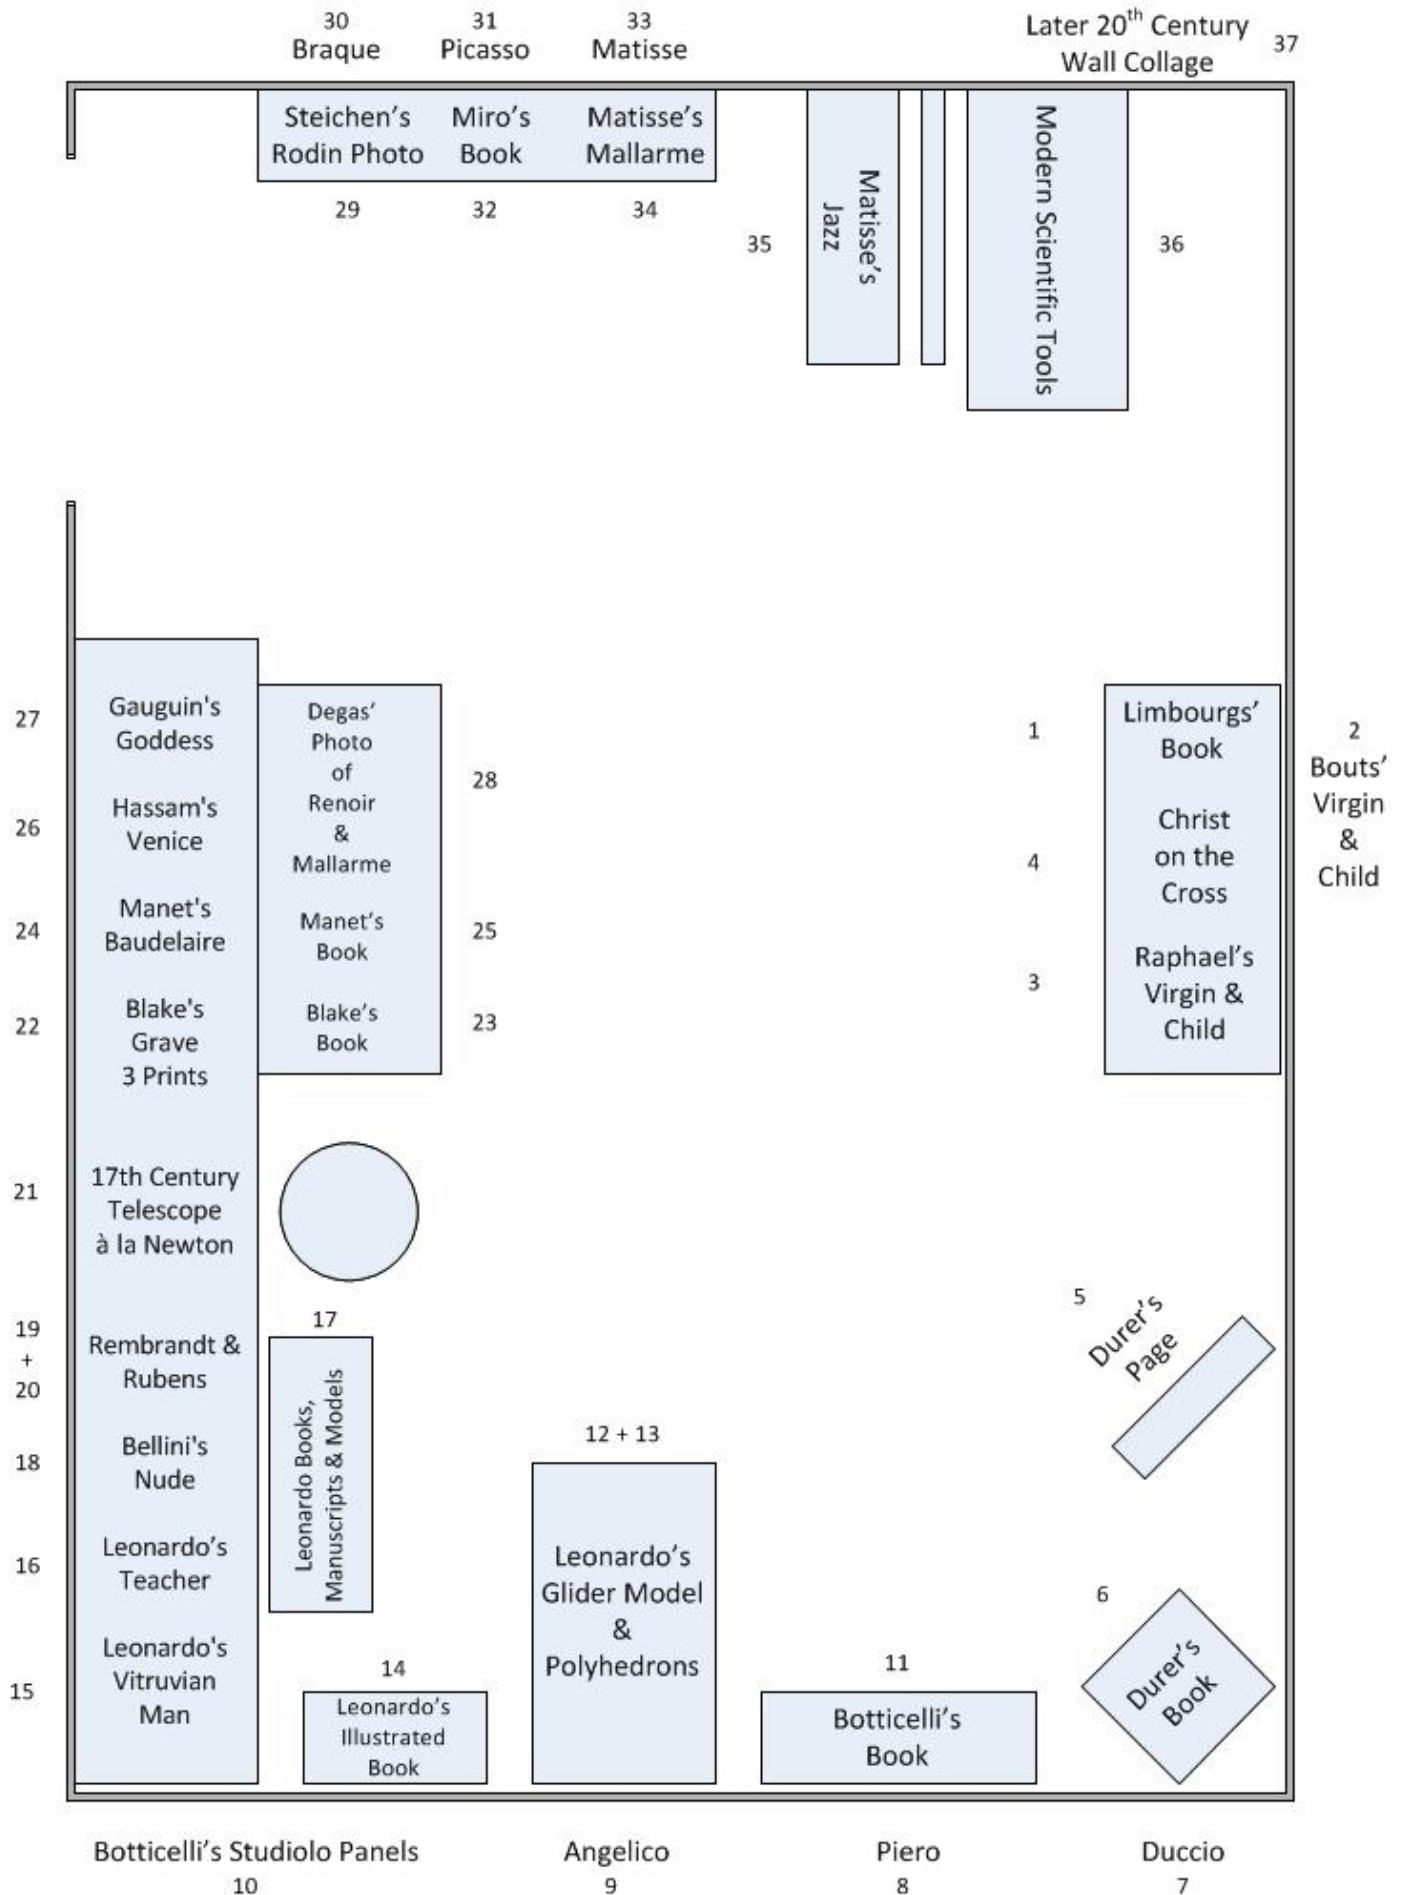 30
Braque
31
Picasso
33
Matisse
Later 20th Century
Wall Collage
37
Steichen's
Rodin Photo
Miro's
Book
Matisse's
Mallarme
29
32
34
35
Matisse's
Jazz
Modern Scientific Tools
36
27
Gauguin's
Goddess
26
Hassam's
Venice
24
Manet's
Baudelaire
22
Blake's
Grave
3 Prints
Degas'
Photo
of
Renoir
&
Mallarme
28
Manet's
Book
25
Blake's
Book
23
1
Limbourgs'
Book
4
Christ
on the
Cross
3
Raphael's
Virgin &
Child
2
Bouts'
Virgin
&
Child
21
17th Century
Telescope
à la Newton
19
+
20
Rembrandt &
Rubens
18
Bellini's
Nude
16
Leonardo's
Teacher
15
Leonardo's
Vitruvian
Man
17
Leonardo Books,
Manuscripts & Models
14
Leonardo's
Illustrated
Book
12 + 13
Leonardo's
Glider Model
&
Polyhedrons
11
Botticelli's
Book
5
Durer's
Page
6
Durer's
Book
Botticelli's Studiolo Panels
10
Angelico
9
Piero
8
Duccio
7